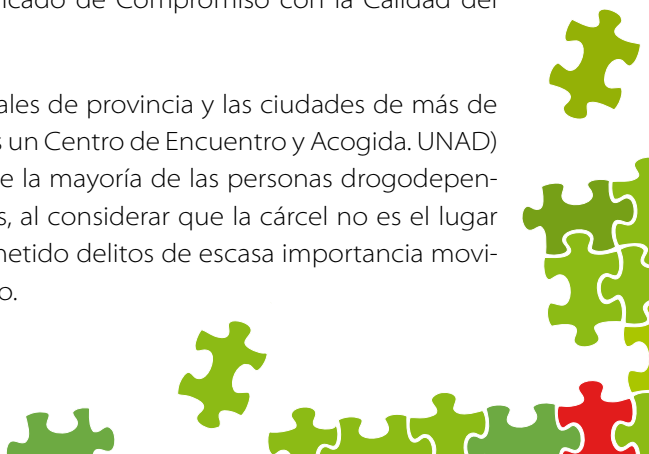 icado de Compromiso con la Calidad del
ales de provincia y las ciudades de más de
s un Centro de Encuentro y Acogida. UNAD)
e la mayoría de las personas drogodepen-
s, al considerar que la cárcel no es el lugar
metido delitos de escasa importancia movi-
o.